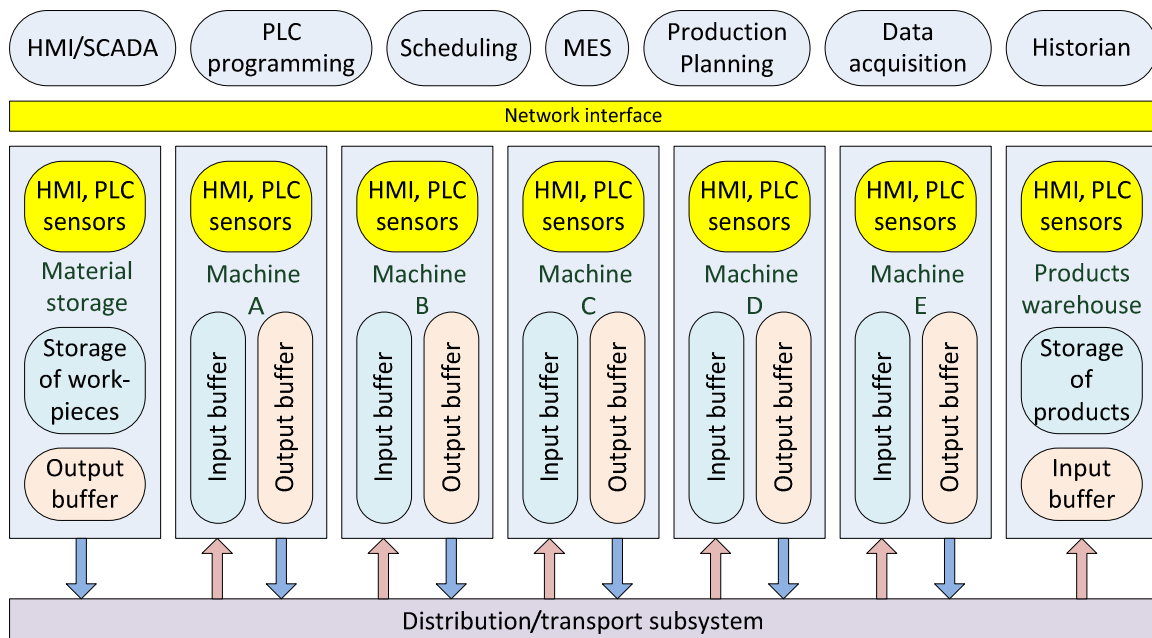 HMI/SCADA
PLC
programming
Scheduling
MES
Production
Planning
Data
acquisition
Historian
Network interface
HMI, PLC
sensors
Material
storage
Storage
of work-
pieces
Output
buffer
HMI, PLC
sensors
Machine
A
Input buffer
Output buffer
HMI, PLC
sensors
Machine
B
Input buffer
Output buffer
HMI, PLC
sensors
Machine
C
Input buffer
Output buffer
HMI, PLC
sensors
Machine
D
Input buffer
Output buffer
HMI, PLC
sensors
Machine
E
Input buffer
Output buffer
HMI, PLC
sensors
Products
warehouse
Storage
of
products
Input
buffer
Distribution/transport subsystem